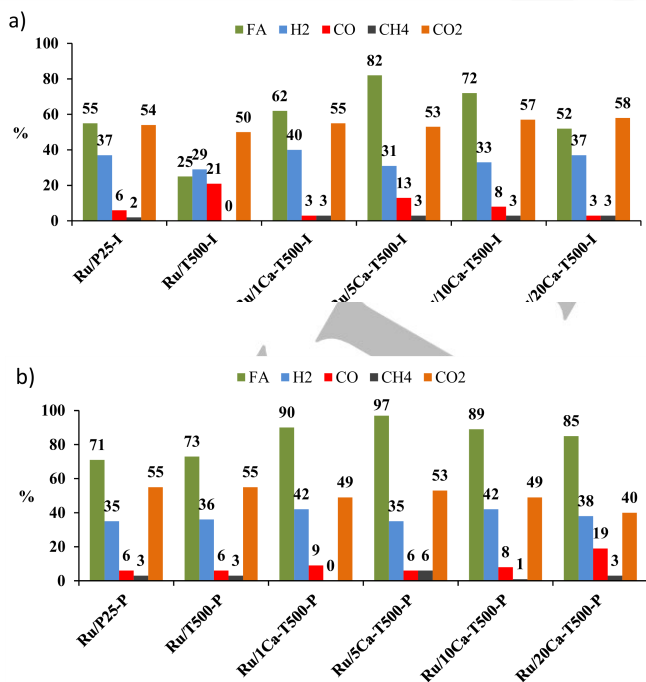 a)
FA H2 CO CH4 CO2
100
80
60
40
20
0
%
55 37 6 2 54
25 29 21 0 50
62 40 3 3 55
82 31 13 3 53
72 33 8 3 57
52 37 3 3 58
Ru/P25-I
Ru/T500-I
u/1Ca-T500-I
u/5Ca-T500-I
/10Ca-T500-I
/20Ca-T500-I
b)
FA H2 CO CH4 CO2
100
80
60
40
20
0
%
71 35 6 3 55
73 36 6 3 55
90 42 9 0 49
97 35 6 6 53
89 42 8 1 49
85 38 19 3 40
Ru/P25-P
Ru/T500-P
Ru/1Ca-T500-P
Ru/5Ca-T500-P
Ru/10Ca-T500-P
Ru/20Ca-T500-P